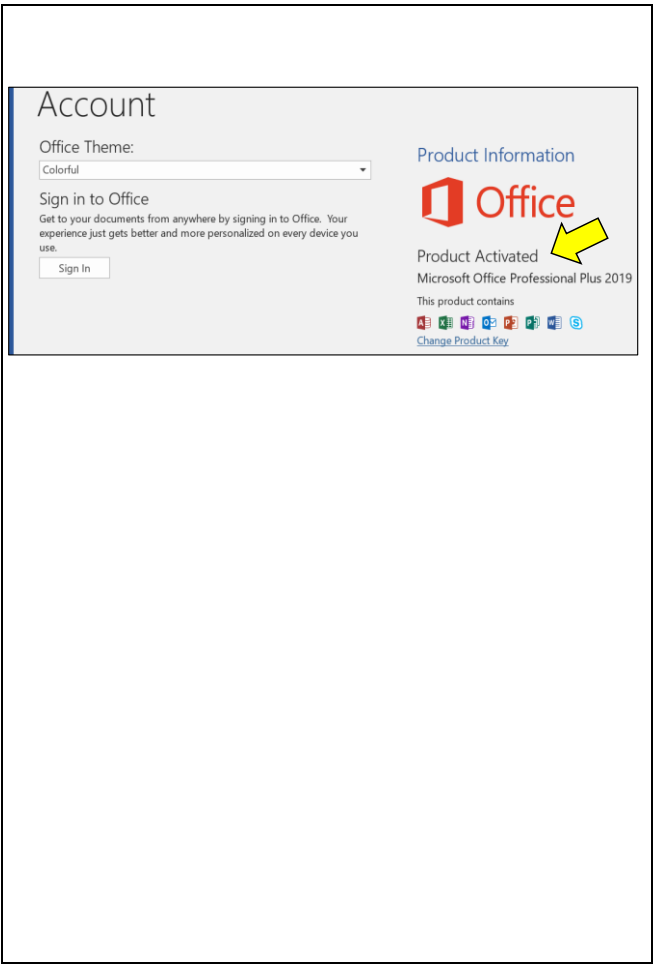 Account
Office Theme:
Colorful
Sign in to Office
Get to your documents from anywhere by signing in to Office. Your
experience just gets better and more personalized on every device you
use.
Sign In
Product Information
Office
Product Activated
Microsoft Office Professional Plus 2019
This product contains
A X N O P P W S
Change Product Key